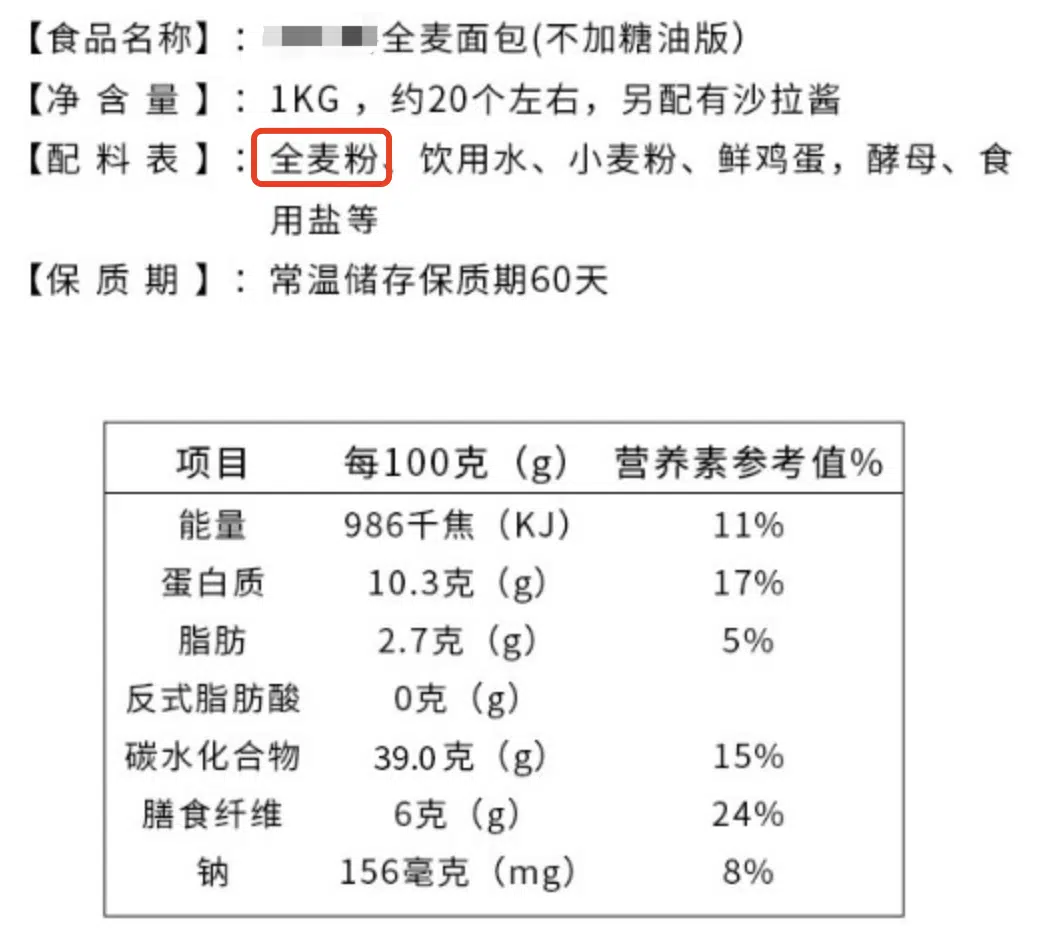 【食品名称】：全麦面包(不加糖油版)
【净含量】：1KG，约20个左右，另配有沙拉酱
【配料表】：全麦粉、饮用水、小麦粉、鲜鸡蛋，酵母、食
用盐等
【保质期】：常温储存保质期60天
项目 每100克（g） 营养素参考值%
能量 986千焦（KJ） 11%
蛋白质 10.3克（g） 17%
脂肪 2.7克（g） 5%
反式脂肪酸 0克（g）
碳水化合物 39.0克（g） 15%
膳食纤维 6克（g） 24%
钠 156毫克（mg） 8%